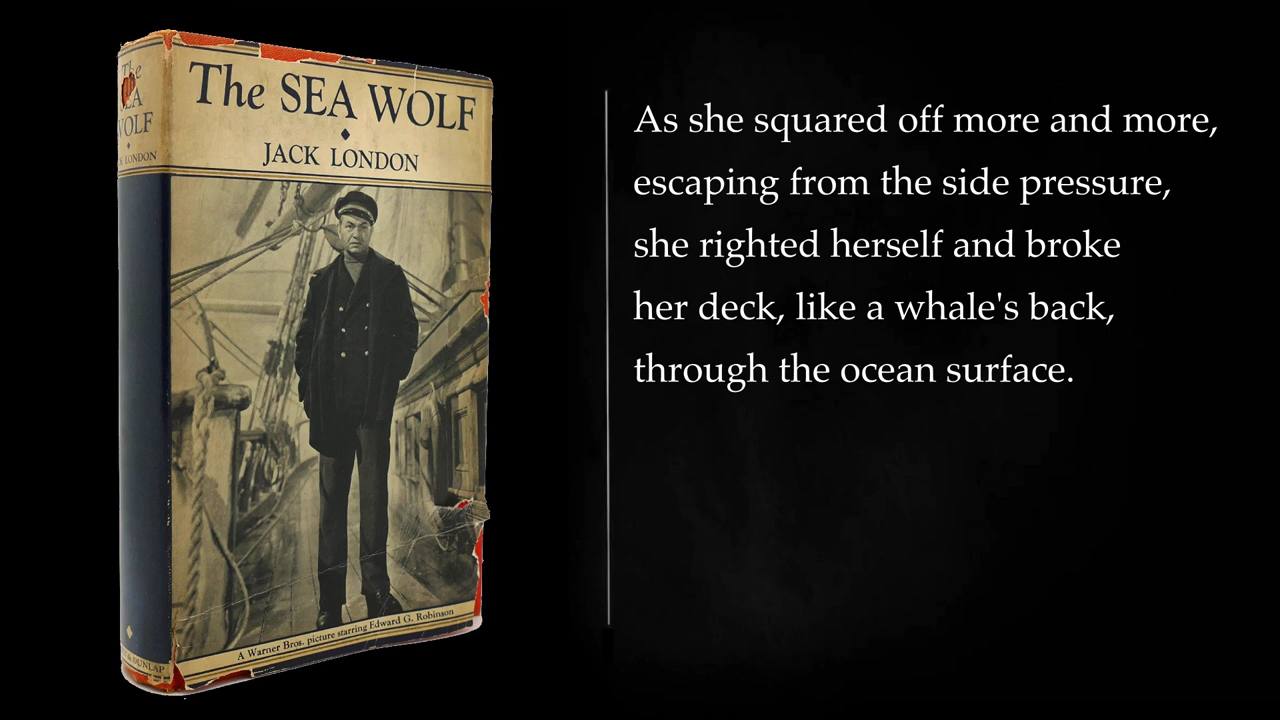 The
SEA
WOLF
LONDON
DUNLAP
The SEA WOLF
JACK LONDON
A Warner Bros. picture starring Edward G. Robinson
As she squared off more and more,
escaping from the side pressure,
she righted herself and broke
her deck, like a whale's back,
through the ocean surface.